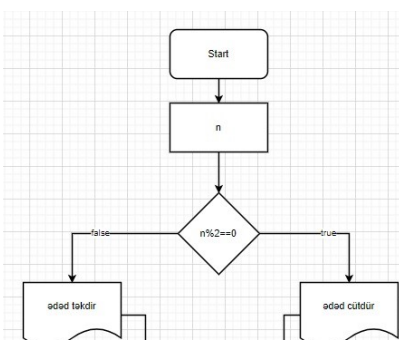 Start
n
n%2==0
false
true
ədəd təkdir
ədəd cütdür